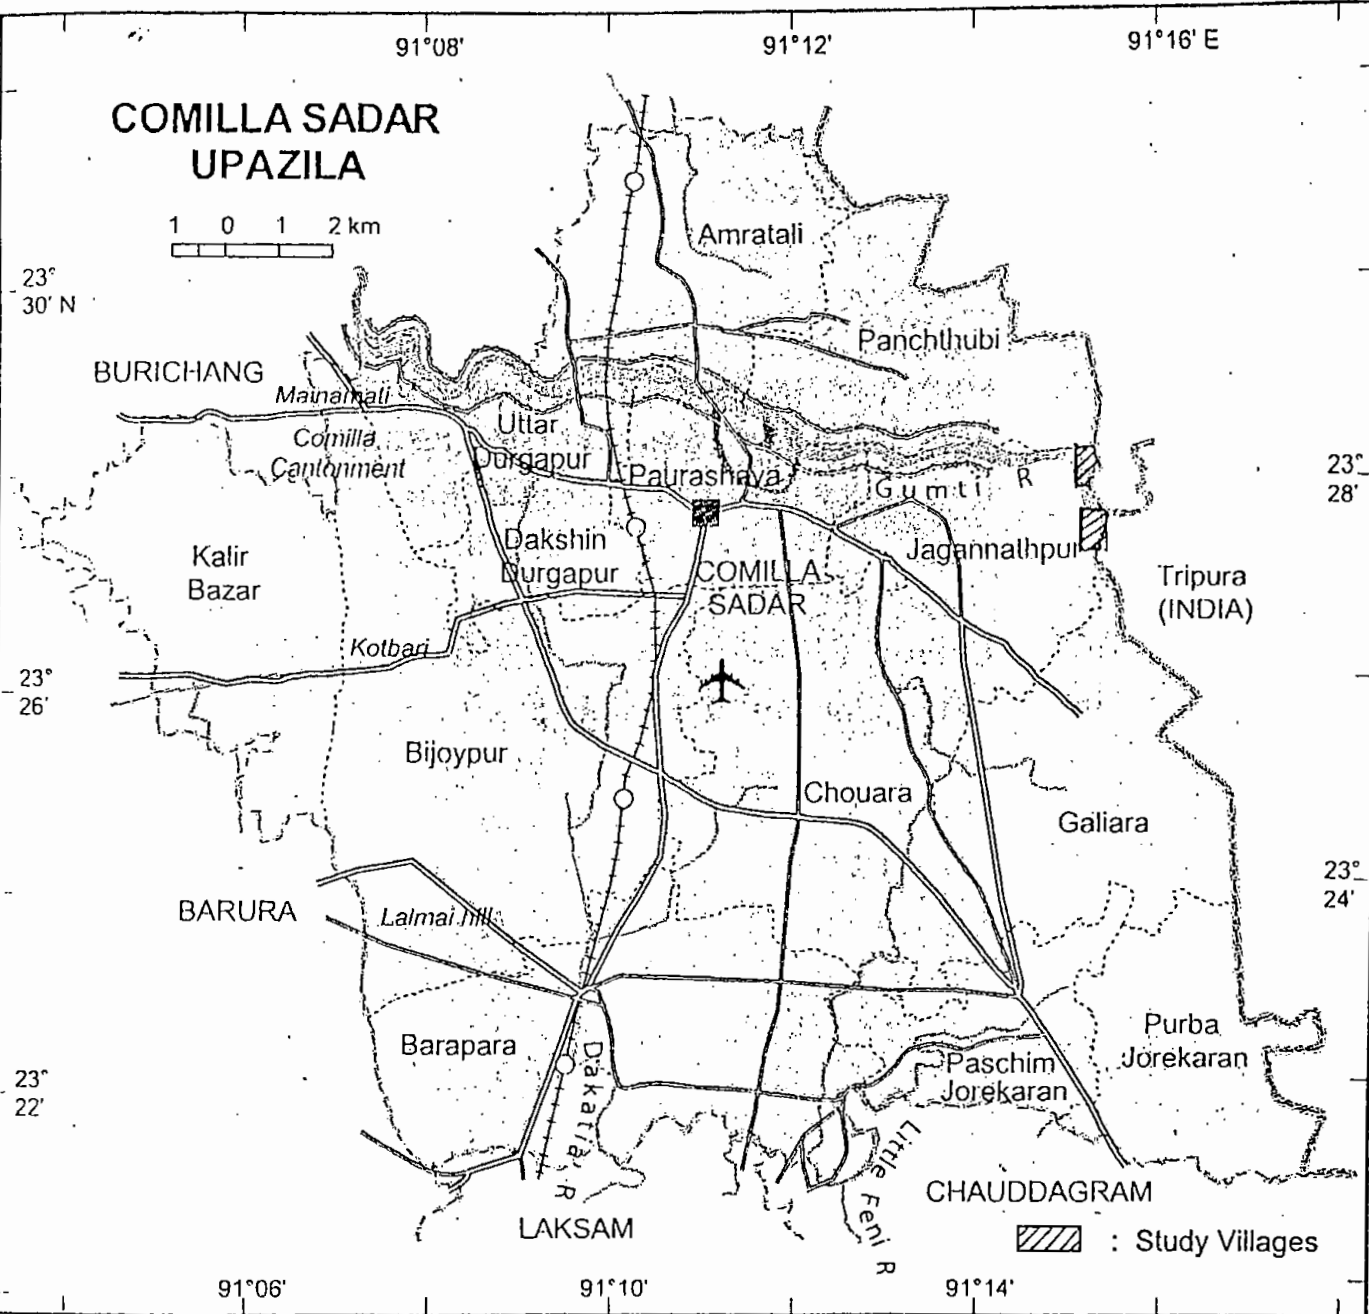 91°08'
91°12'
91°16' E
COMILLA SADAR
UPAZILA
1 0 1 2 km
Amratali
23°
30' N
Panchthubi
BURICHANG
Mainamati
Uttar
Durgapur
Comilla
Cantonment
Paurashava
Gumti R
23°
28'
Kalir
Bazar
Dakshin
Durgapur
Jagannathpur
COMILLA
SADAR
Tripura
(INDIA)
Kotbari
23°
26'
Bijoypur
Chouara
Galiara
23°
24'
BARURA
Lalmai hill
Barapara
Dakatia R
Purba
Jorekaran
Paschim
Jorekaran
23°
22'
Little Feni R
CHAUDDAGRAM
LAKSAM
: Study Villages
91°06'
91°10'
91°14'